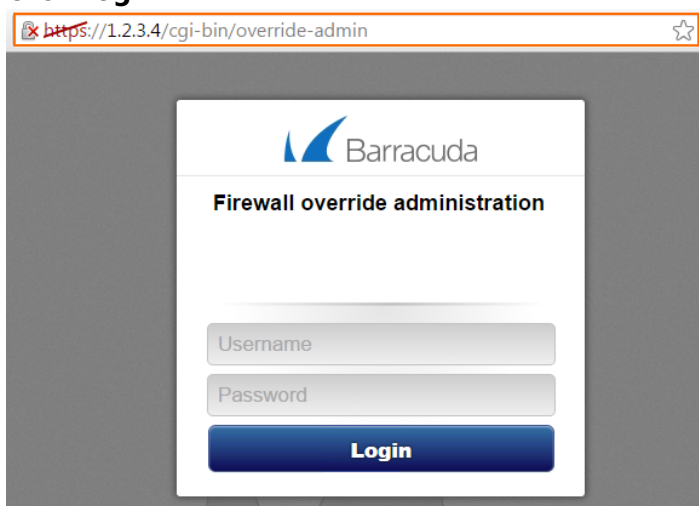 https://1.2.3.4/cgi-bin/override-admin
Barracuda
Firewall override administration
Username
Password
Login